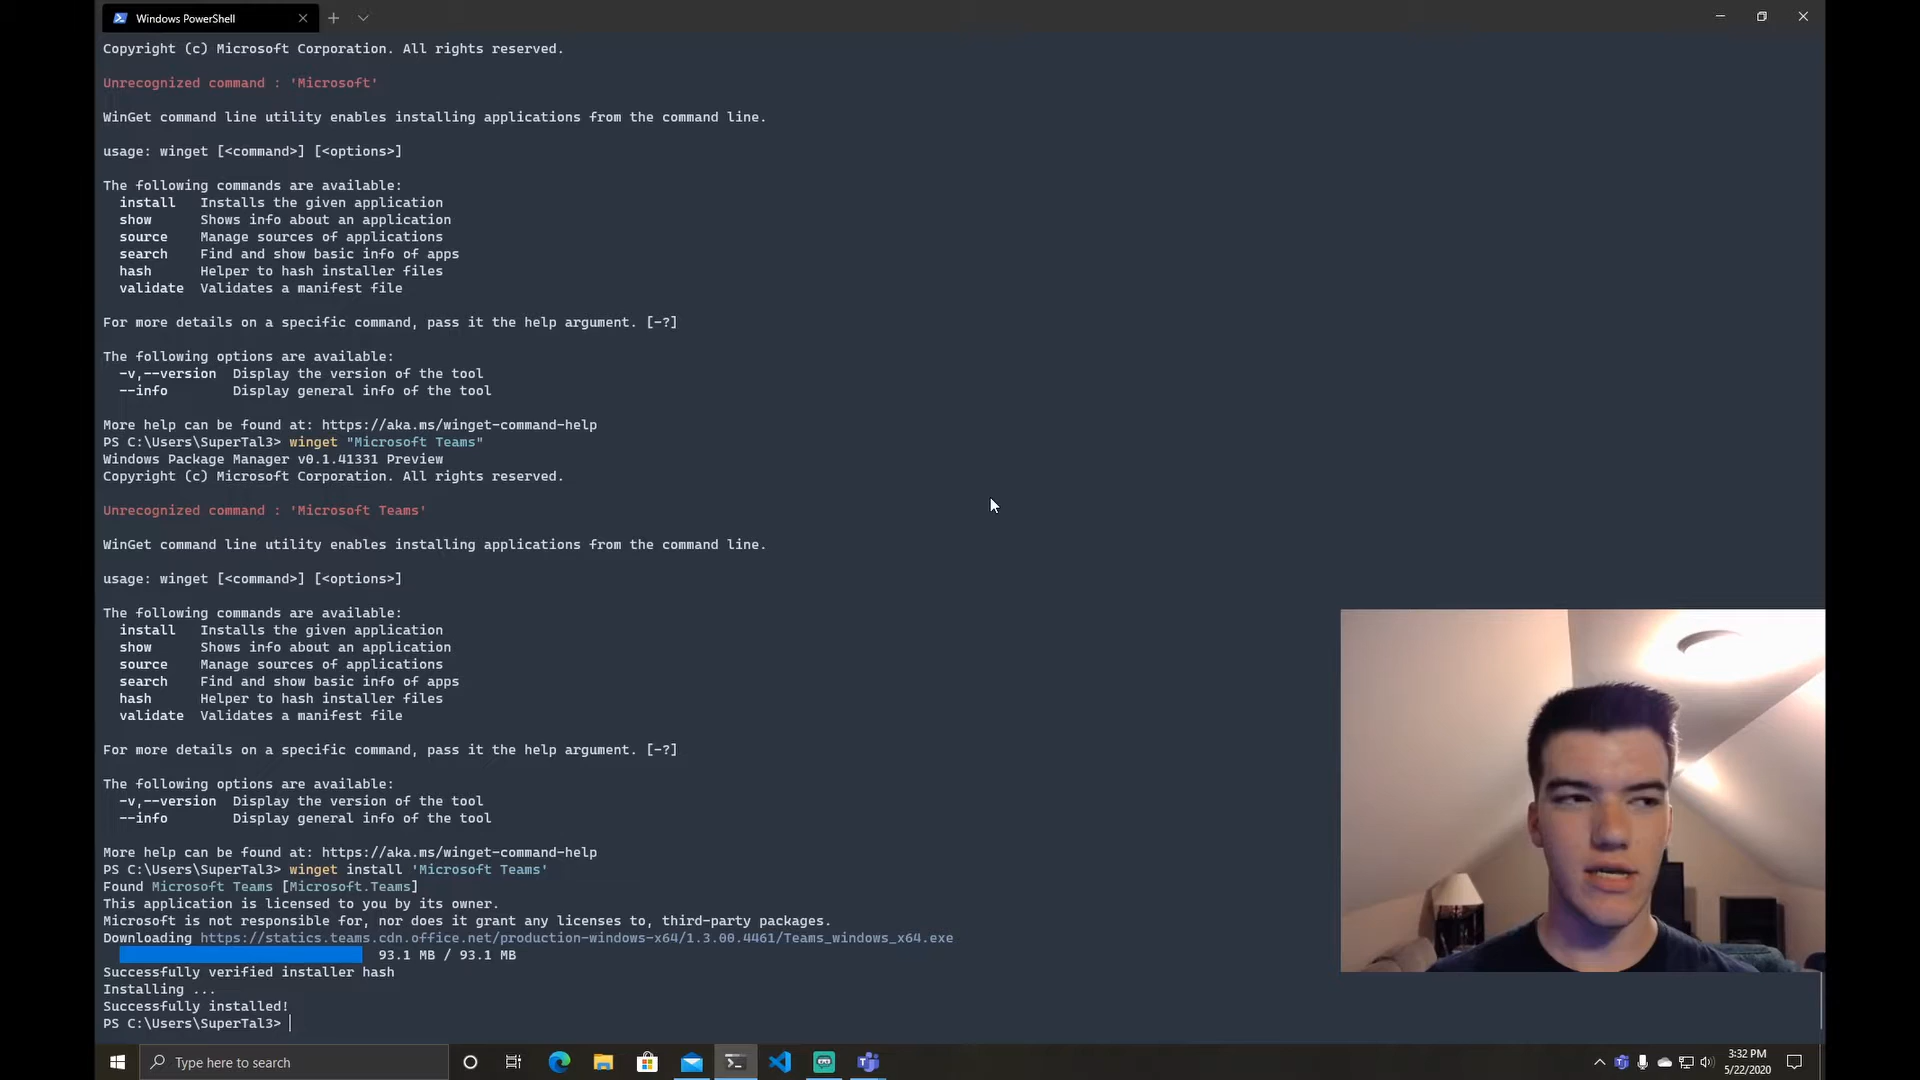 Windows PowerShell
Copyright (c) Microsoft Corporation. All rights reserved.
Unrecognized command : 'Microsoft'
WinGet command line utility enables installing applications from the command line.
usage: winget [<command>] [<options>]
The following commands are available:
install Installs the given application
show Shows info about an application
source Manage sources of applications
search Find and show basic info of apps
hash Helper to hash installer files
validate Validates a manifest file
For more details on a specific command, pass it the help argument. [-?]
The following options are available:
-v,--version Display the version of the tool
--info Display general info of the tool
More help can be found at: https://aka.ms/winget-command-help
PS C:\Users\SuperTal3> winget "Microsoft Teams"
Windows Package Manager v0.1.41331 Preview
Copyright (c) Microsoft Corporation. All rights reserved.
Unrecognized command : 'Microsoft Teams'
WinGet command line utility enables installing applications from the command line.
usage: winget [<command>] [<options>]
The following commands are available:
install Installs the given application
show Shows info about an application
source Manage sources of applications
search Find and show basic info of apps
hash Helper to hash installer files
validate Validates a manifest file
For more details on a specific command, pass it the help argument. [-?]
The following options are available:
-v,--version Display the version of the tool
--info Display general info of the tool
More help can be found at: https://aka.ms/winget-command-help
PS C:\Users\SuperTal3> winget install 'Microsoft Teams'
Found Microsoft Teams [Microsoft.Teams]
This application is licensed to you by its owner.
Microsoft is not responsible for, nor does it grant any licenses to, third-party packages.
Downloading https://statics.teams.cdn.office.net/production-windows-x64/1.3.00.4461/Teams_windows_x64.exe
93.1 MB / 93.1 MB
Successfully verified installer hash
Installing ...
Successfully installed!
PS C:\Users\SuperTal3>
Type here to search
3:32 PM
5/22/2020